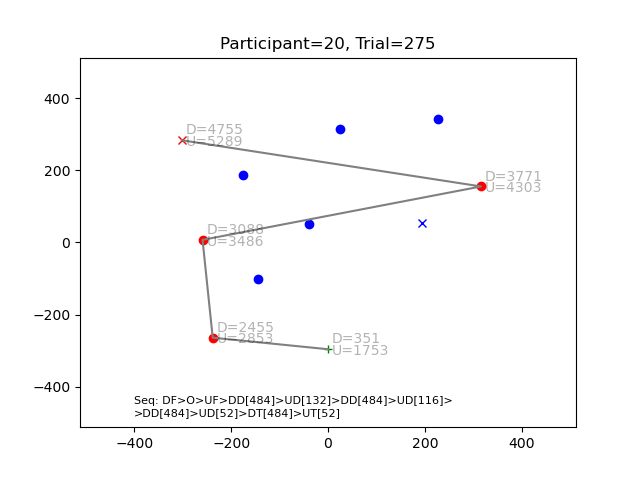 Participant=20, Trial=275
400
200
0
−200
−400
−400
−200
0
200
400
D=4755
U=5289
D=3771
U=4303
D=3088
U=3486
D=2455
U=2853
D=351
U=1753
Seq: DF>O>UF>DD[484]>UD[132]>DD[484]>UD[116]>
>DD[484]>UD[52]>DT[484]>UT[52]